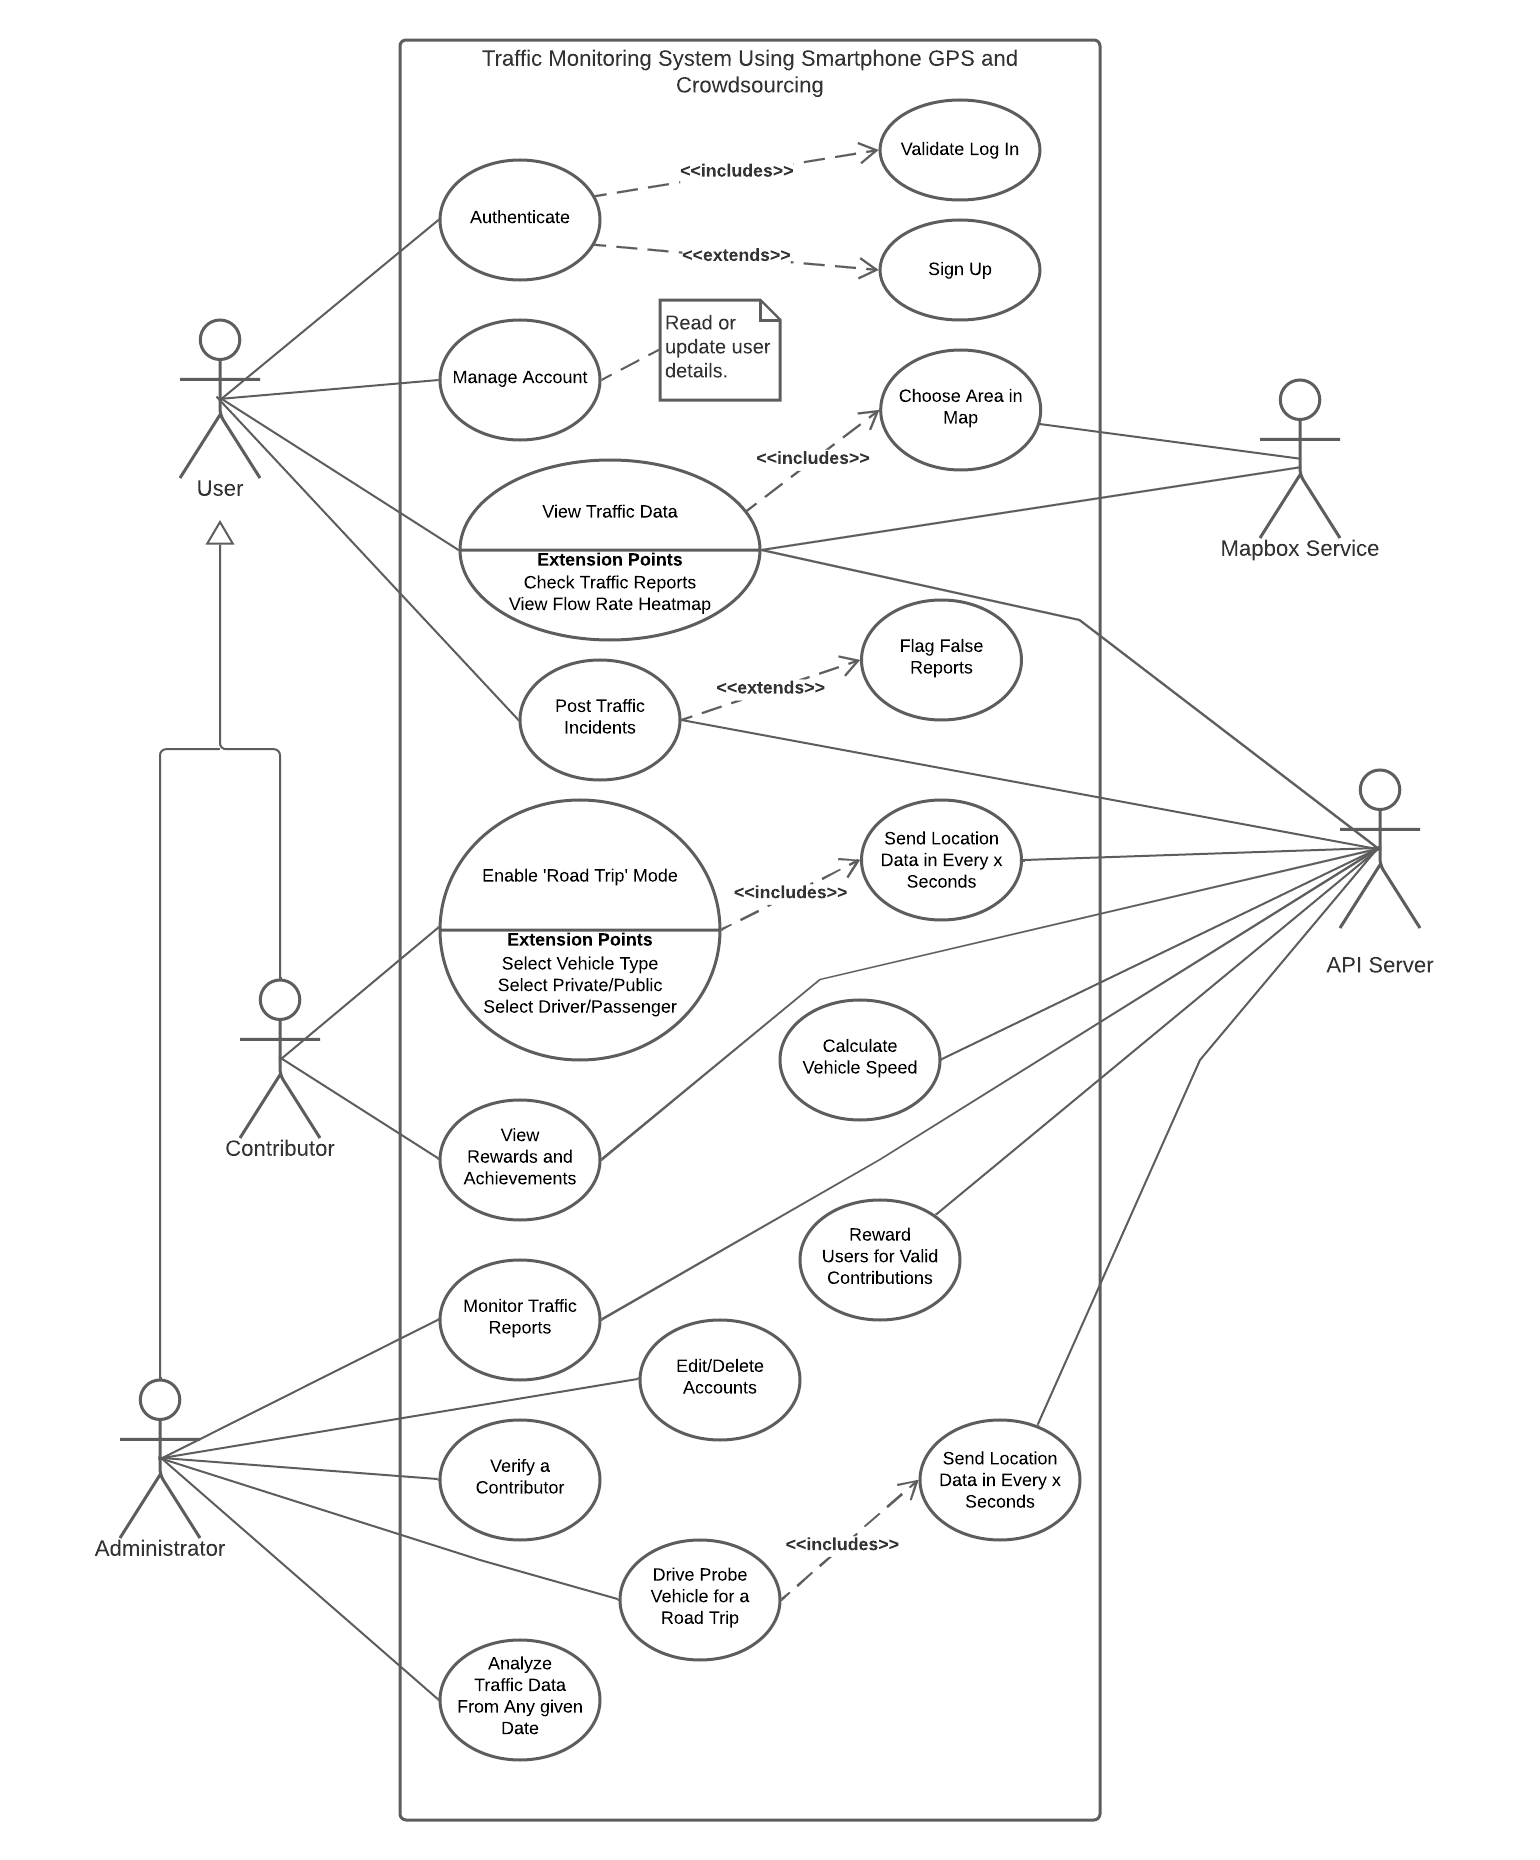 Traffic Monitoring System Using Smartphone GPS and
Crowdsourcing
Validate Log In
<<includes>>
Authenticate
<<extends>>
Sign Up
Read or
update user
details.
Manage Account
Choose Area in
Map
<<includes>>
User
View Traffic Data
Extension Points
Check Traffic Reports
View Flow Rate Heatmap
Mapbox Service
Flag False
Reports
<<extends>>
Post Traffic
Incidents
Send Location
Data in Every x
Seconds
Enable 'Road Trip' Mode
<<includes>>
Extension Points
Select Vehicle Type
Select Private/Public
Select Driver/Passenger
API Server
Calculate
Vehicle Speed
Contributor
View
Rewards and
Achievements
Reward
Users for Valid
Contributions
Monitor Traffic
Reports
Edit/Delete
Accounts
Verify a
Contributor
Send Location
Data in Every x
Seconds
<<includes>>
Administrator
Drive Probe
Vehicle for a
Road Trip
Analyze
Traffic Data
From Any given
Date